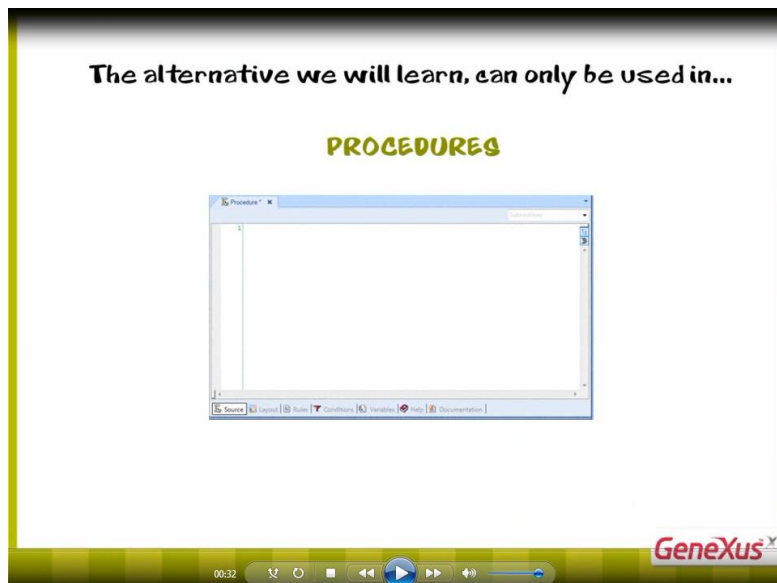 The alternative we will learn, can only be used in...
PROCEDURES
Procedure *
1
Source Layout Rules Conditions Variables Help Documentation
GeneXus X
00:32